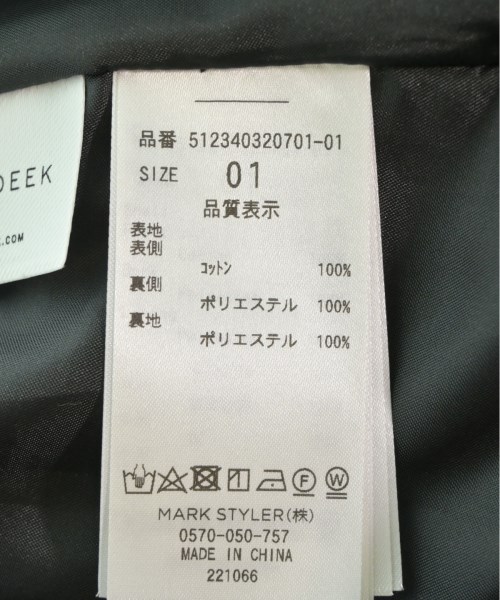 DEEK
.COM
品番 512340320701-01
SIZE 01
品質表示
表地
表側
コットン 100%
裏側
ポリエステル 100%
裏地
ポリエステル 100%
MARK STYLER(株)
0570-050-757
MADE IN CHINA
221066